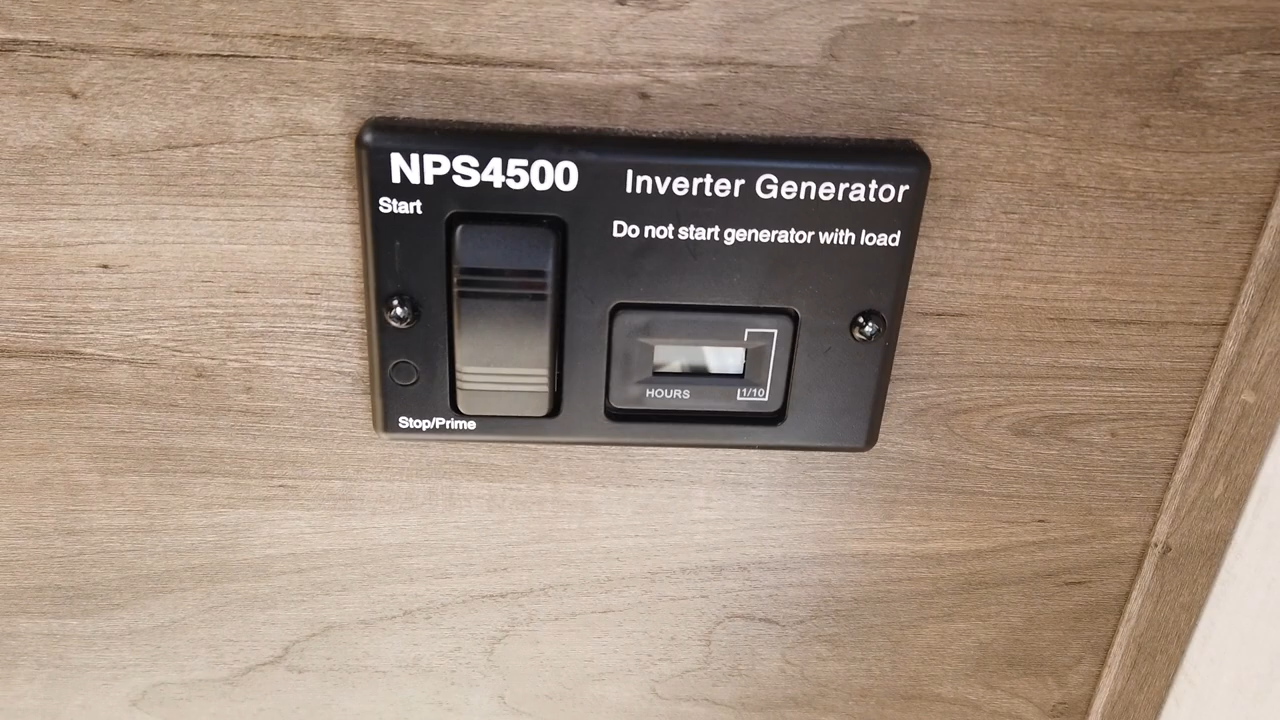 NPS4500
Inverter Generator
Start
Do not start generator with load
HOURS
1/10
Stop/Prime